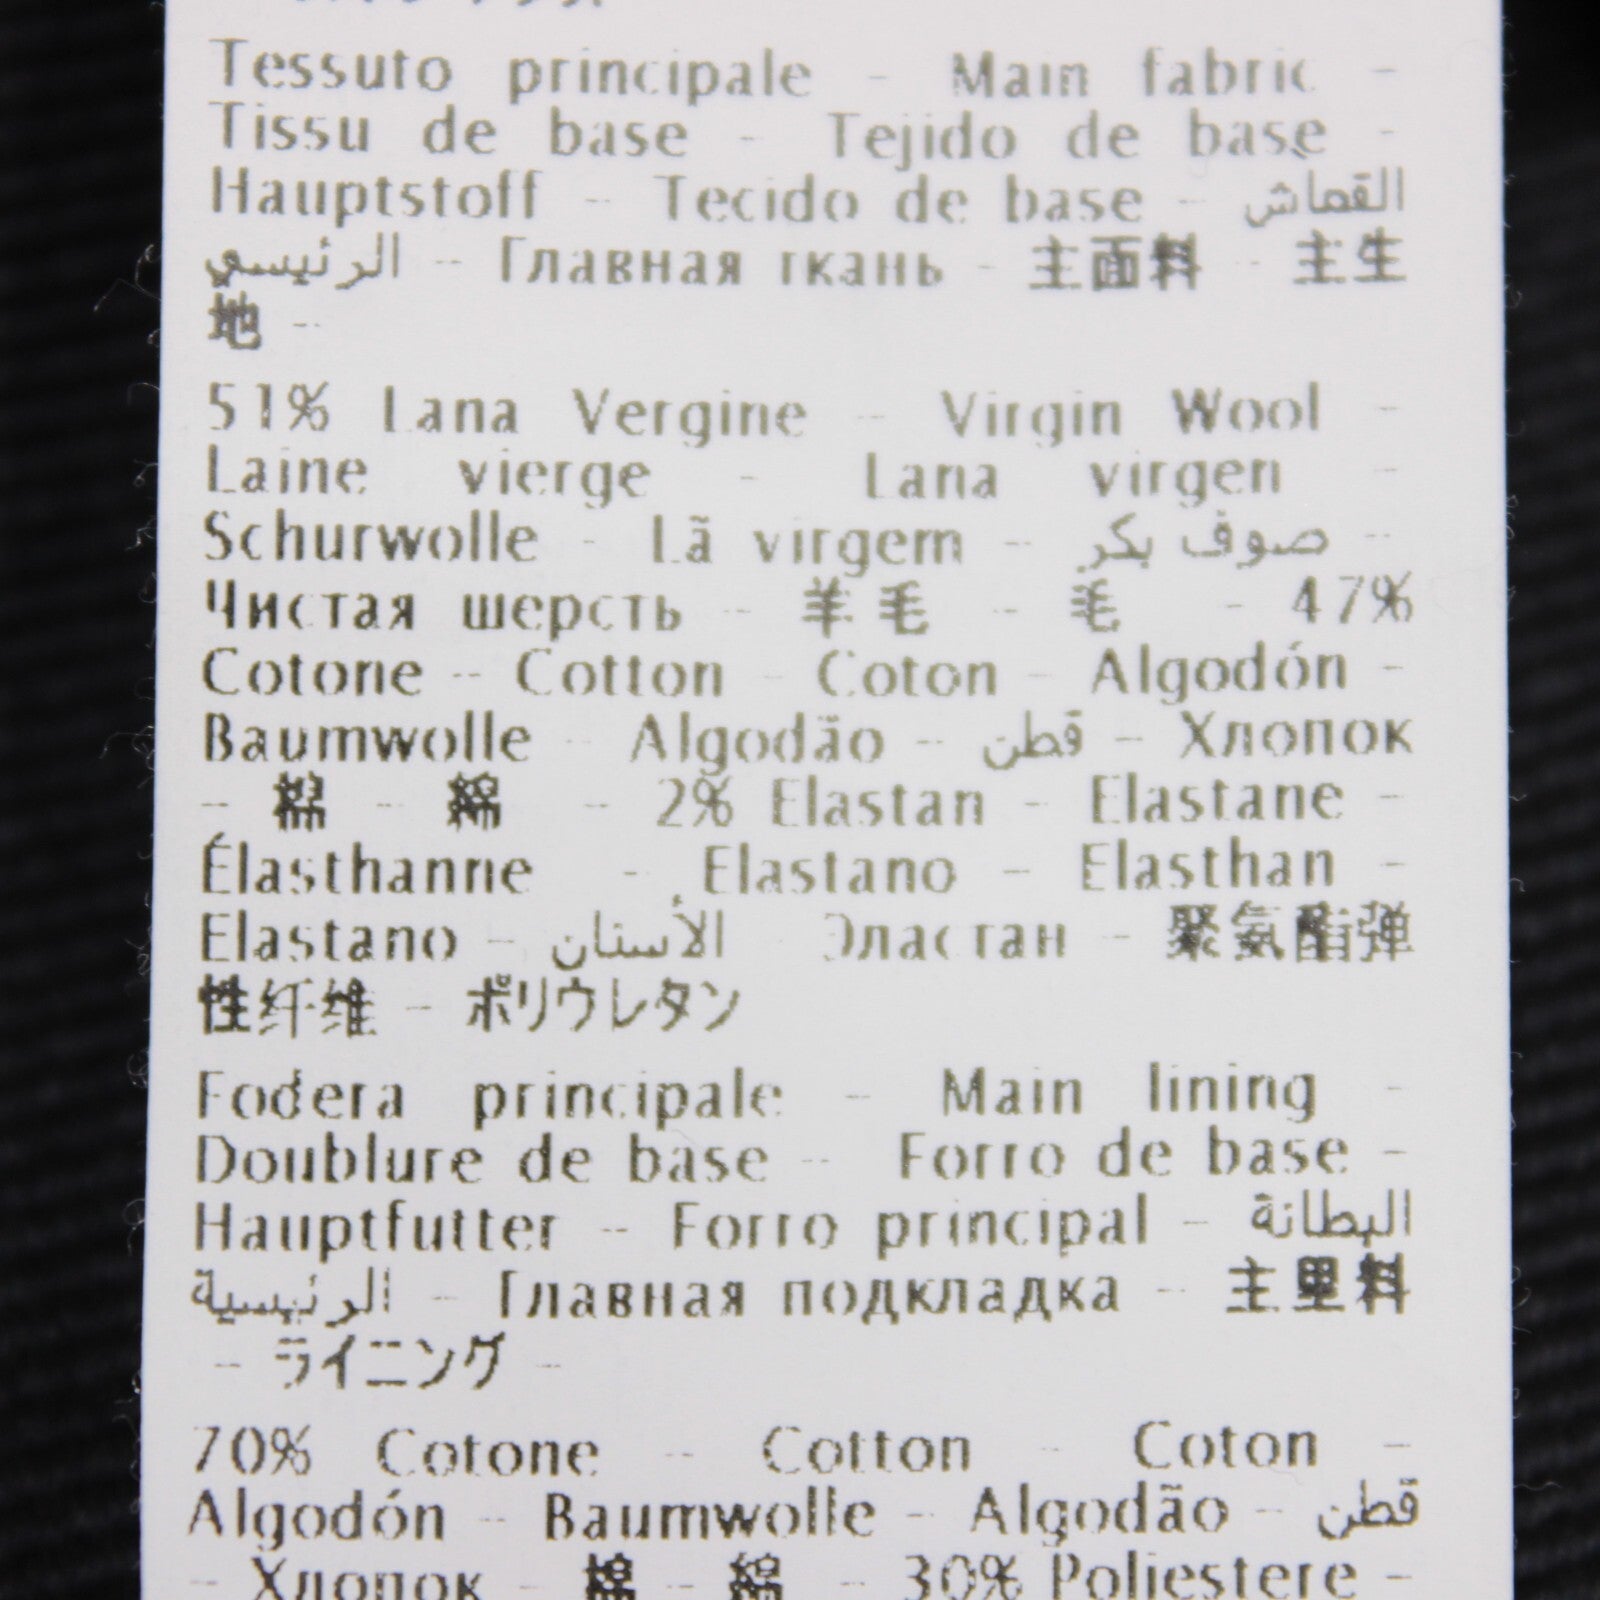 Tessuto principale - Main fabric -
Tissu de base - Tejido de base -
Hauptstoff - Tecido de base - القماش
الرئيسي - Главная ткань - 主面料 - 主生
地 -
51% Lana Vergine - Virgin Wool -
Laine vierge - Lana virgen -
Schurwolle - Lã virgem - صوف بكر -
Чистая шерсть - 羊毛 - 毛 - 47%
Cotone - Cotton - Coton - Algodón -
Baumwolle - Algodão - قطن - Хлопок
- 棉 - 綿 - 2% Elastan - Elastane -
Élasthanne - Elastano - Elasthan -
Elastano - الأستان Эластан - 聚氨酯弹
性纤维 - ポリウレタン
Fodera principale - Main lining -
Doublure de base - Forro de base -
Hauptfutter - Forro principal - البطانة
الرئيسية - Главная подкладка - 主里料
- ライニング -
70% Cotone - Cotton - Coton -
Algodón - Baumwolle - Algodão - قطن
- Хлопок - 棉 - 綿 - 30% Poliestere -